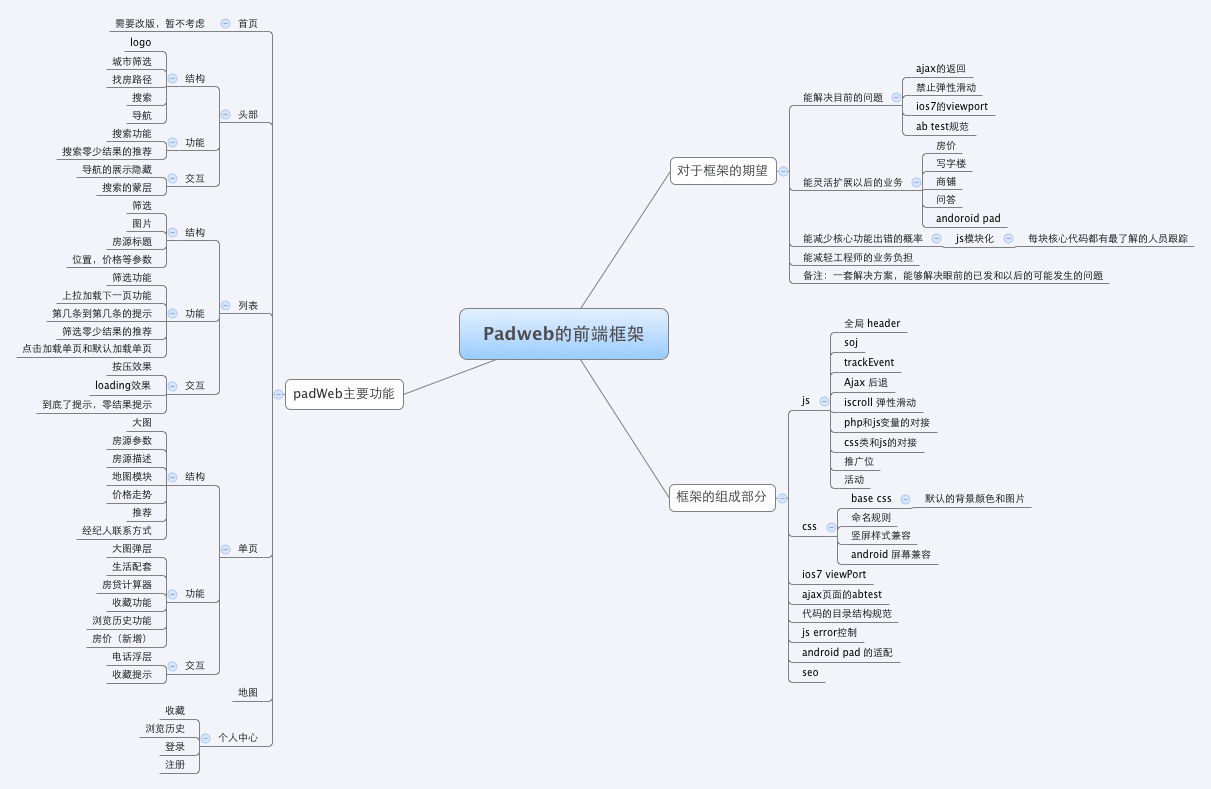 Padweb的前端框架
padWeb主要功能
首页
需要改版，暂不考虑
头部
结构
logo
城市筛选
找房路径
搜索
导航
功能
搜索功能
搜索零少结果的推荐
交互
导航的展示隐藏
搜索的蒙层
列表
结构
筛选
图片
房源标题
位置，价格等参数
功能
筛选功能
上拉加载下一页功能
第几条到第几条的提示
筛选零少结果的推荐
点击加载单页和默认加载单页
交互
按压效果
loading效果
到底了提示，零结果提示
单页
结构
大图
房源参数
房源描述
地图模块
价格走势
推荐
经纪人联系方式
功能
大图弹层
生活配套
房贷计算器
收藏功能
浏览历史功能
房价（新增）
交互
电话浮层
收藏提示
地图
个人中心
收藏
浏览历史
登录
注册
对于框架的期望
能解决目前的问题
ajax的返回
禁止弹性滑动
ios7的viewport
ab test规范
能灵活扩展以后的业务
房价
写字楼
商铺
问答
andoroid pad
能减少核心功能出错的概率
js模块化
每块核心代码都有最了解的人员跟踪
能减轻工程师的业务负担
备注：一套解决方案，能够解决眼前的已发和以后的可能发生的问题
框架的组成部分
js
全局 header
soj
trackEvent
Ajax 后退
iscroll 弹性滑动
php和js变量的对接
css类和js的对接
推广位
活动
css
base css
默认的背景颜色和图片
命名规则
竖屏样式兼容
android 屏幕兼容
ios7 viewPort
ajax页面的abtest
代码的目录结构规范
js error控制
android pad 的适配
seo